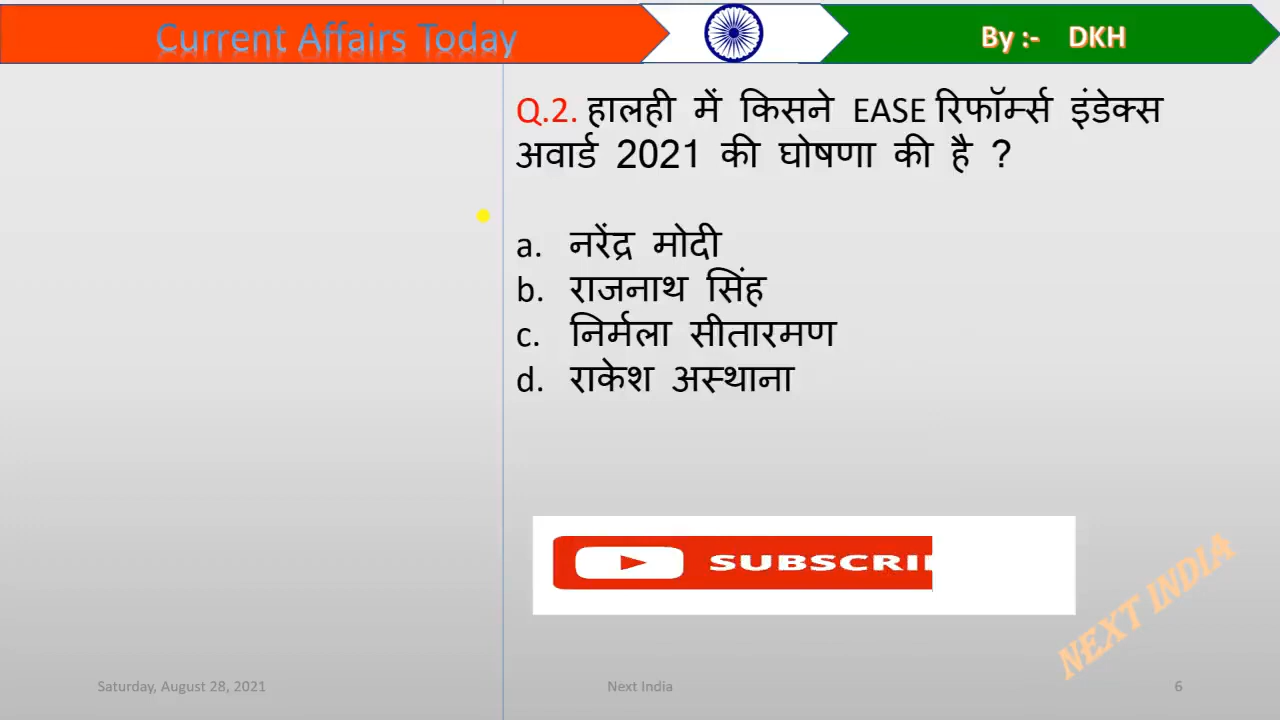 Current Affairs Today
By :- DKH
Q.2. हालही में किसने EASE रिफॉर्म्स इंडेक्स
अवार्ड 2021 की घोषणा की है ?
a. नरेंद्र मोदी
b. राजनाथ सिंह
c. निर्मला सीतारमण
d. राकेश अस्थाना
SUBSCRI
NEXT INDIA
Saturday, August 28, 2021
Next India
6